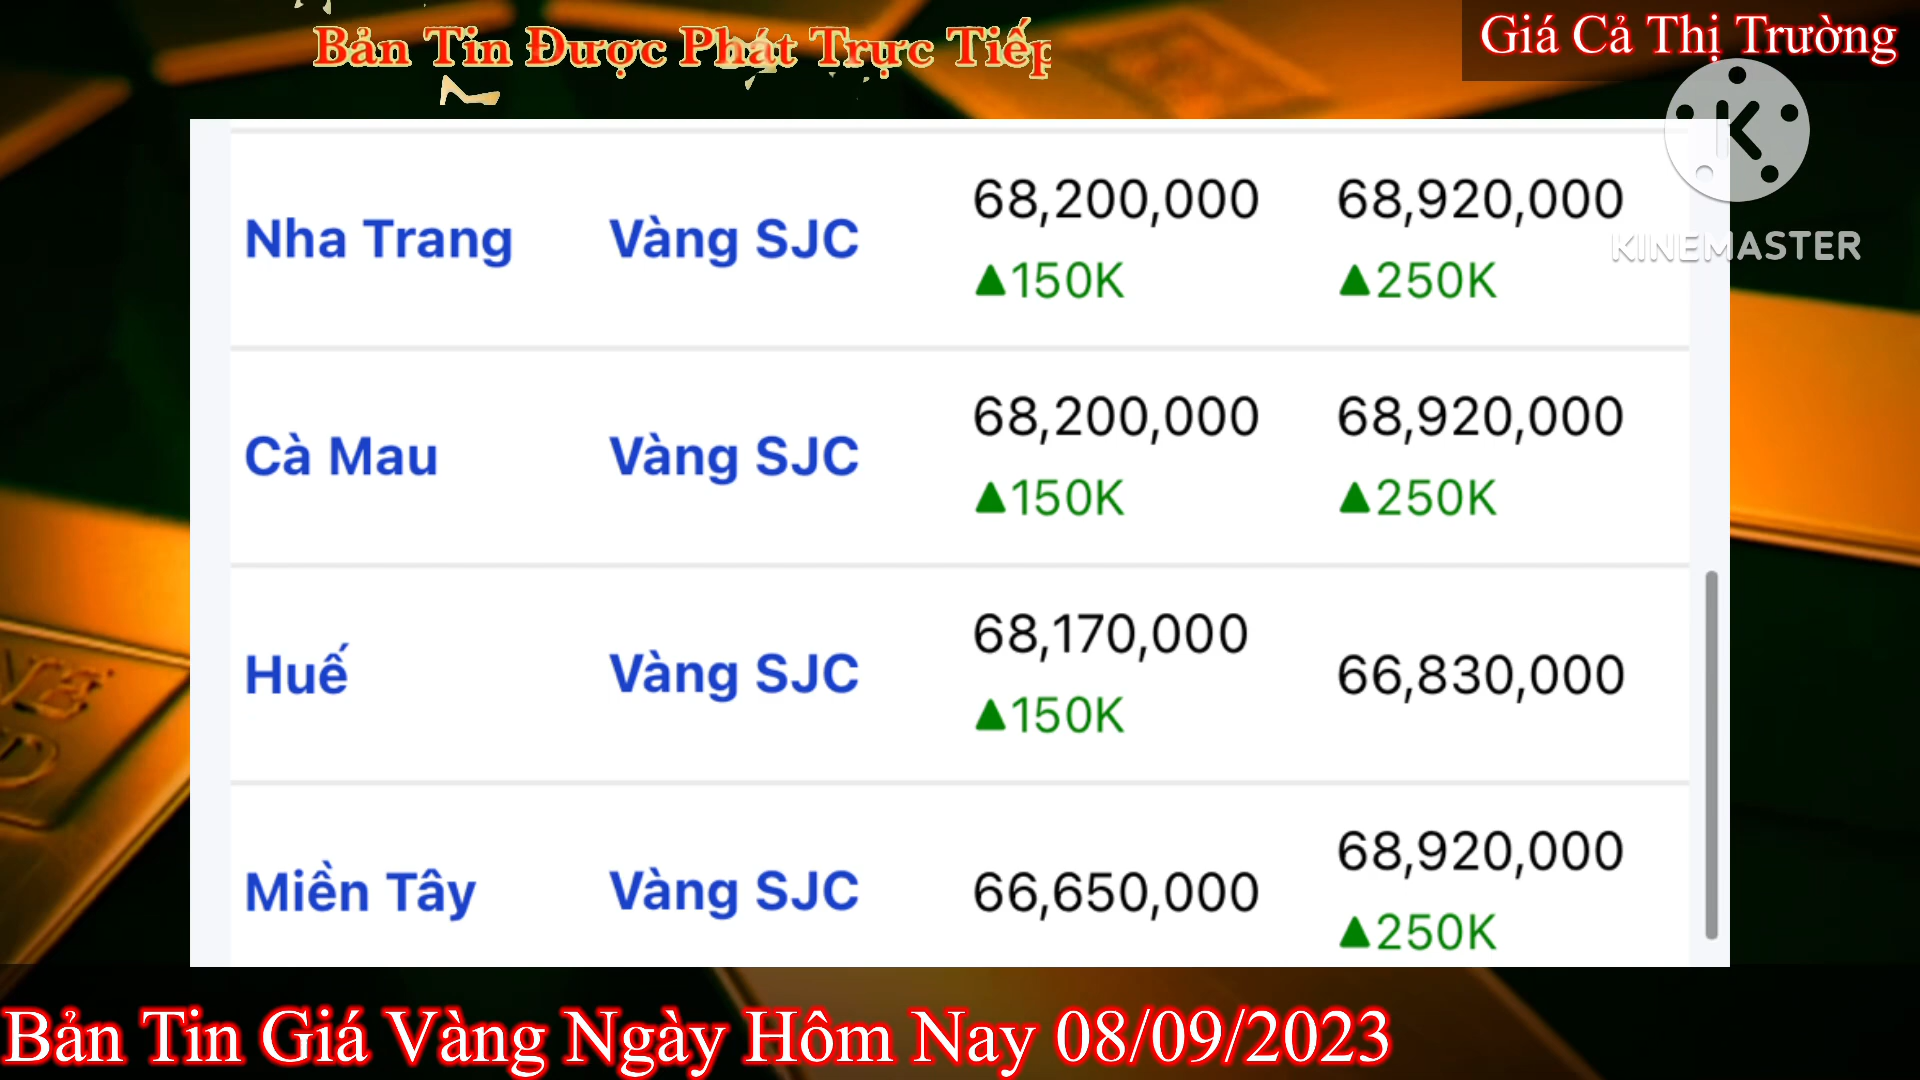 Bản Tin Được Phát Trực Tiếp
Giá Cả Thị Trường
K
KINEMASTER
Nha Trang Vàng SJC 68,200,000 68,920,000
▲150K ▲250K
Cà Mau Vàng SJC 68,200,000 68,920,000
▲150K ▲250K
Huế Vàng SJC 68,170,000 66,830,000
▲150K
Miền Tây Vàng SJC 66,650,000 68,920,000
▲250K
Bản Tin Giá Vàng Ngày Hôm Nay 08/09/2023